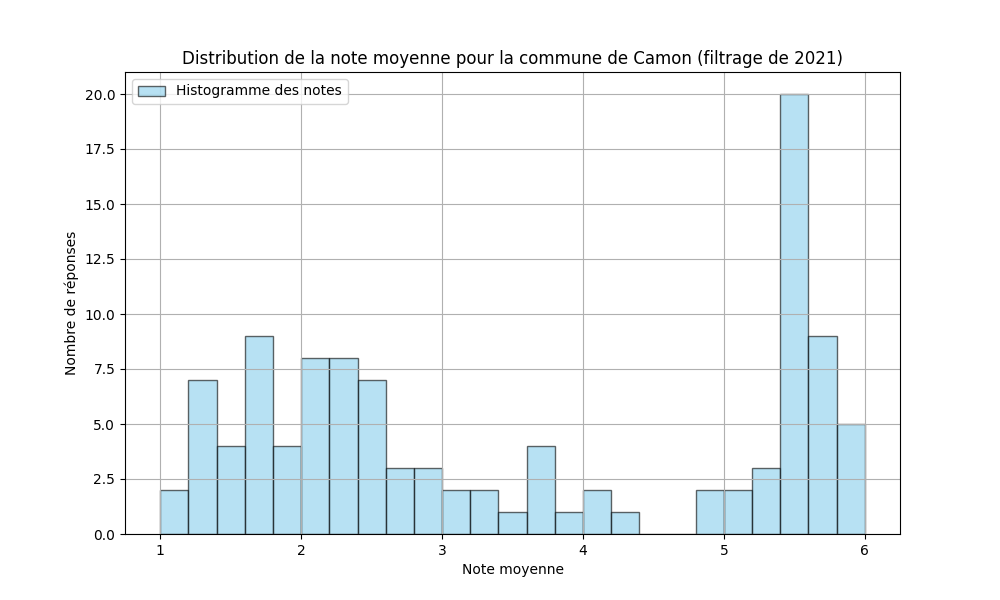 Distribution de la note moyenne pour la commune de Camon (filtrage de 2021)
Histogramme des notes
Nombre de réponses
20.0
17.5
15.0
12.5
10.0
7.5
5.0
2.5
0.0
1 2 3 4 5 6
Note moyenne